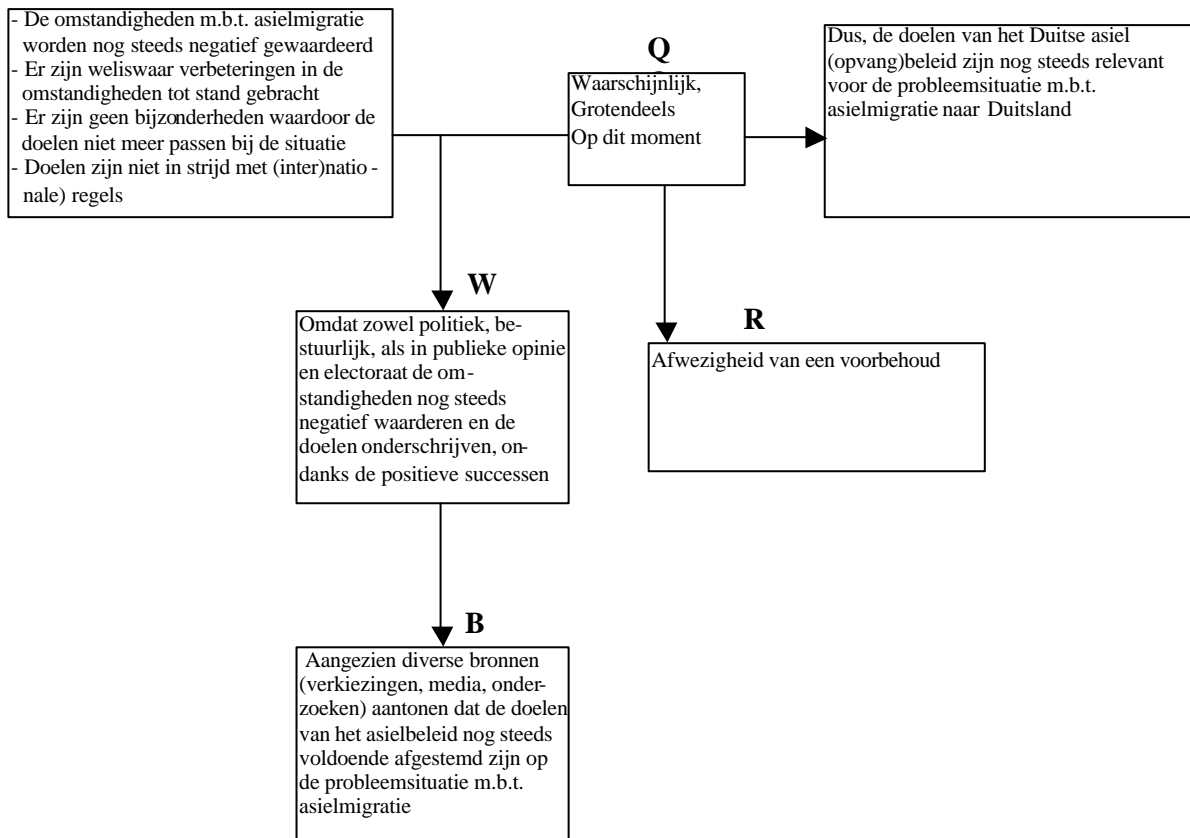 - De omstandigheden m.b.t. asielmigratie
worden nog steeds negatief gewaardeerd
- Er zijn weliswaar verbeteringen in de
omstandigheden tot stand gebracht
- Er zijn geen bijzonderheden waardoor de
doelen niet meer passen bij de situatie
- Doelen zijn niet in strijd met (inter)natio -
nale) regels
Q
Waarschijnlijk,
Grotendeels
Op dit moment
Dus, de doelen van het Duitse asiel
(opvang)beleid zijn nog steeds relevant
voor de probleemsituatie m.b.t.
asielmigratie naar Duitsland
W
Omdat zowel politiek, be-
stuurlijk, als in publieke opinie
en electoraat de om-
standigheden nog steeds
negatief waarderen en de
doelen onderschrijven, on-
danks de positieve successen
R
Afwezigheid van een voorbehoud
B
Aangezien diverse bronnen
(verkiezingen, media, onder-
zoeken) aantonen dat de doelen
van het asielbeleid nog steeds
voldoende afgestemd zijn op
de probleemsituatie m.b.t.
asielmigratie